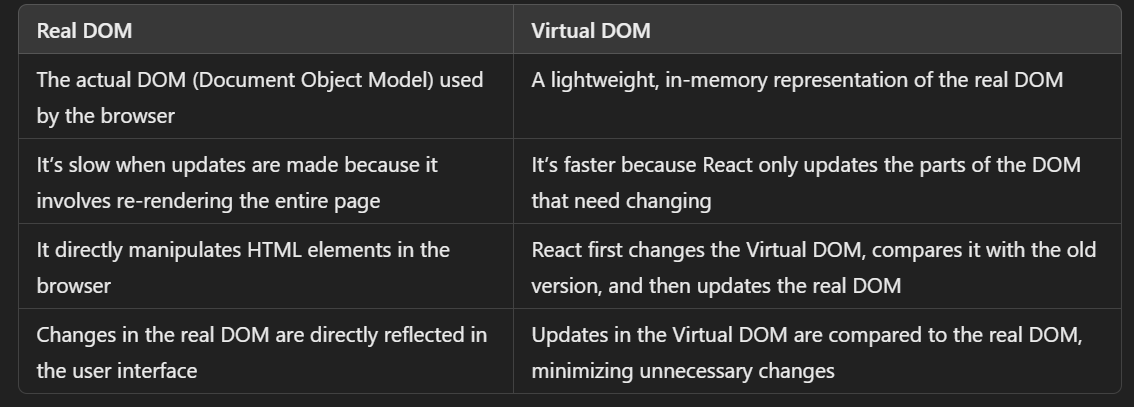 Real DOM
Virtual DOM
The actual DOM (Document Object Model) used
by the browser
A lightweight, in-memory representation of the real DOM
It’s slow when updates are made because it
involves re-rendering the entire page
It’s faster because React only updates the parts of the DOM
that need changing
It directly manipulates HTML elements in the
browser
React first changes the Virtual DOM, compares it with the old
version, and then updates the real DOM
Changes in the real DOM are directly reflected in
the user interface
Updates in the Virtual DOM are compared to the real DOM,
minimizing unnecessary changes